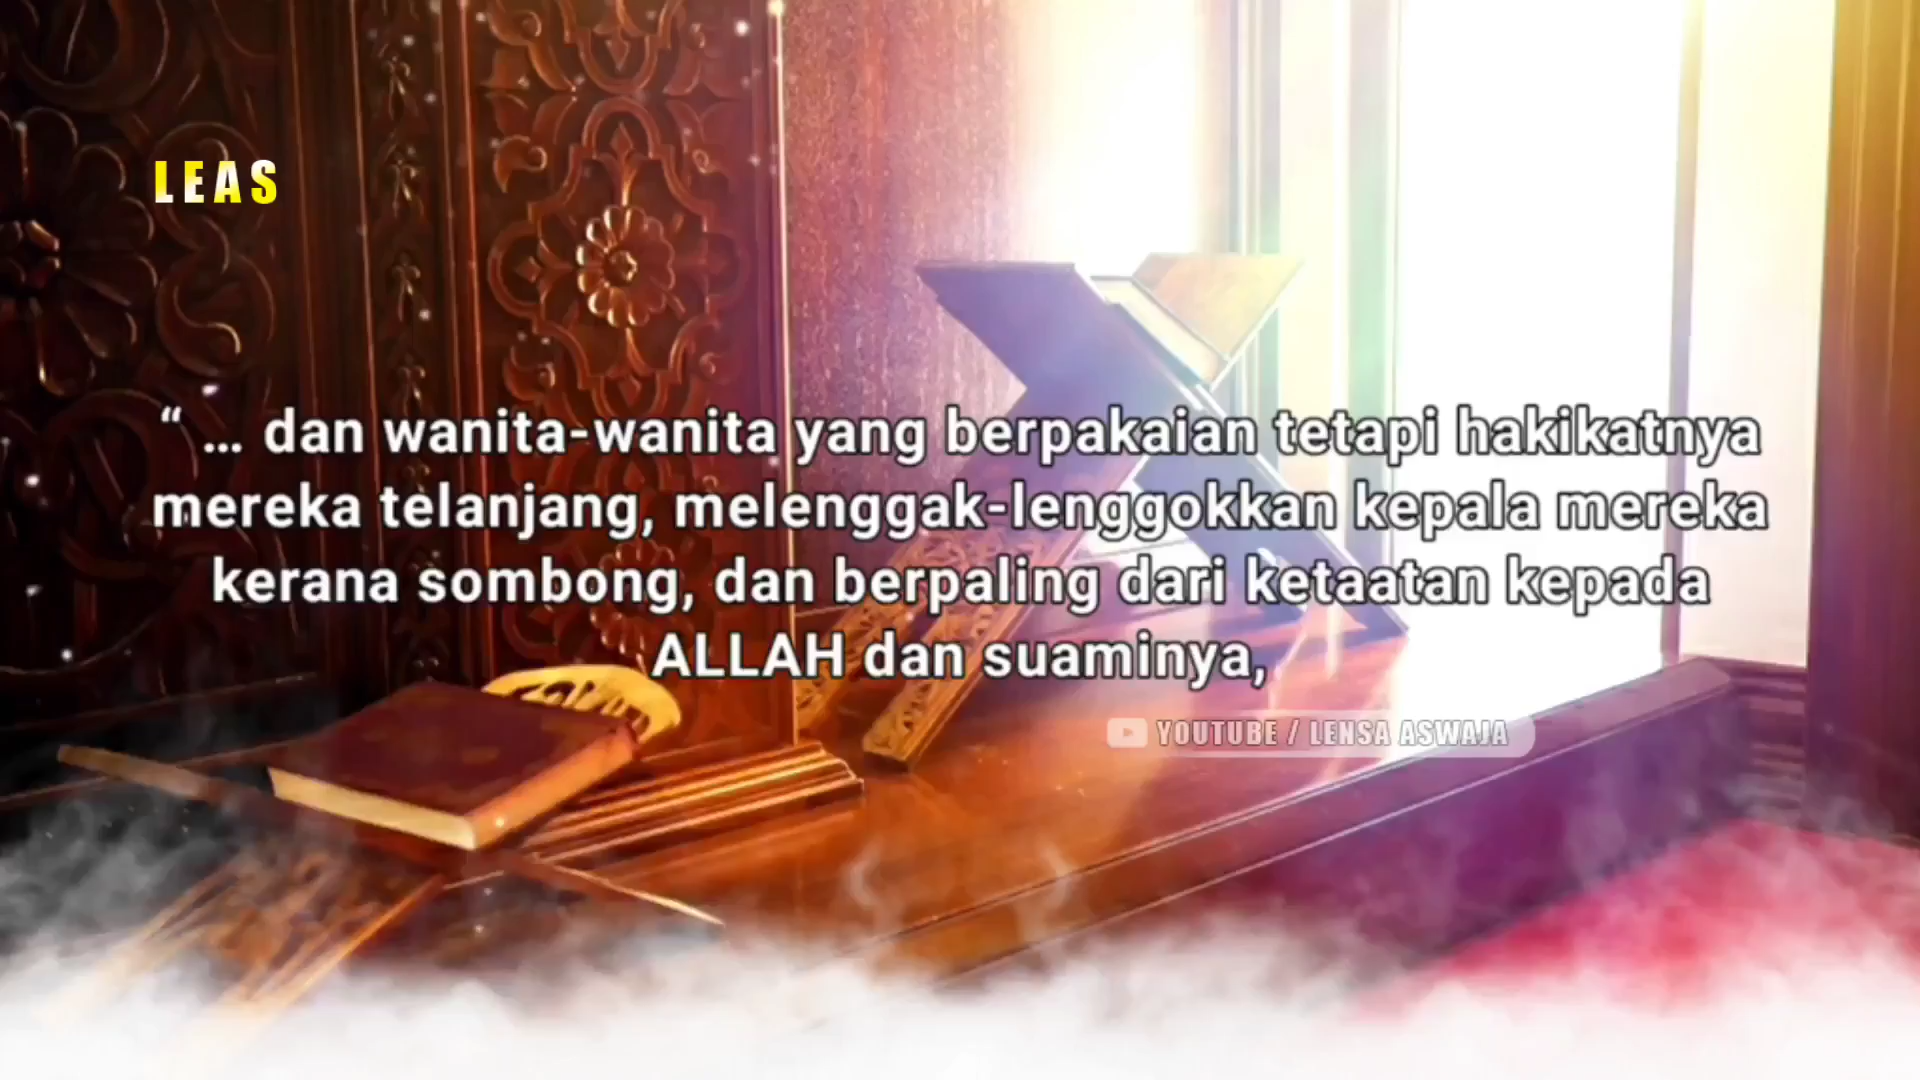 LEAS
“ ... dan wanita-wanita yang berpakaian tetapi hakikatnya
mereka telanjang, melenggak-lenggokkan kepala mereka
kerana sombong, dan berpaling dari ketaatan kepada
ALLAH dan suaminya,
YOUTUBE / LENSA ASWAJA